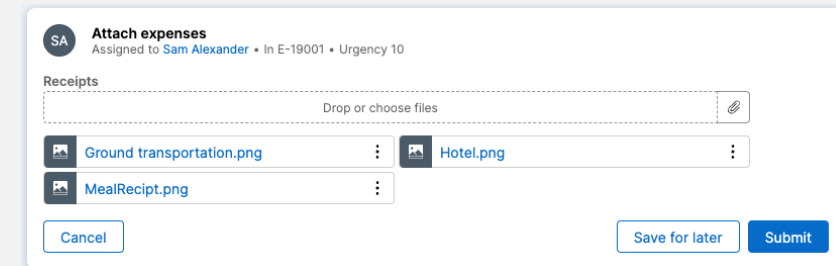 SA
Attach expenses
Assigned to Sam Alexander • In E-19001 • Urgency 10
Receipts
Drop or choose files
Ground transportation.png
Hotel.png
MealRecipt.png
Cancel
Save for later
Submit